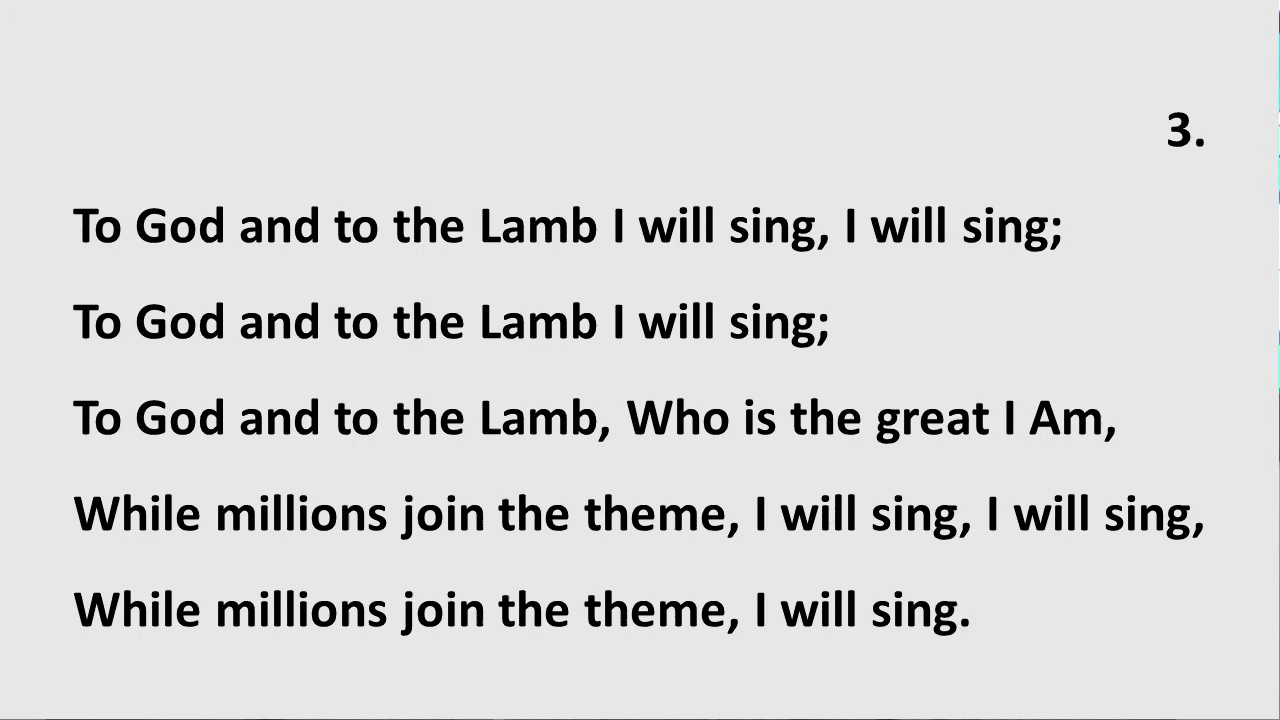 3.
To God and to the Lamb I will sing, I will sing;
To God and to the Lamb I will sing;
To God and to the Lamb, Who is the great I Am,
While millions join the theme, I will sing, I will sing,
While millions join the theme, I will sing.